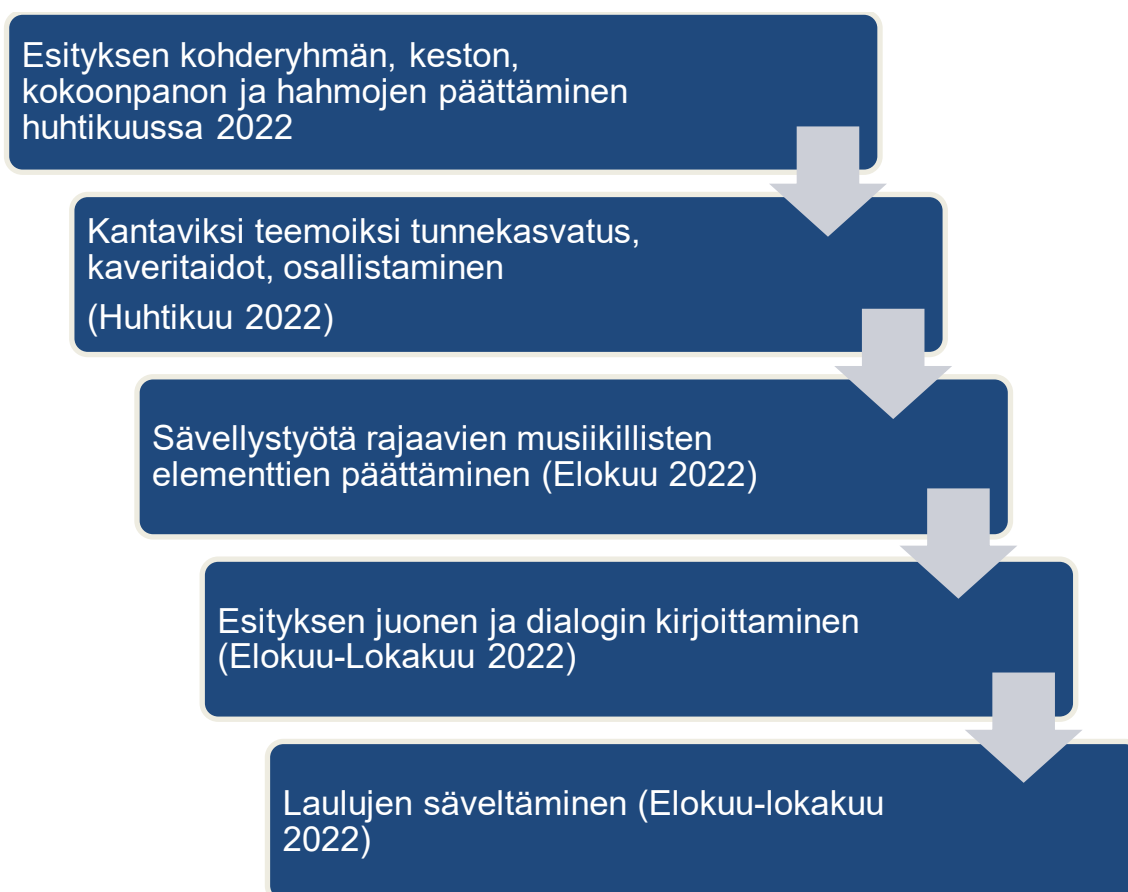 Esityksen kohderyhmän, keston,
kokoonpanon ja hahmojen päättäminen
huhtikuussa 2022
Kantaviksi teemoiksi tunnekasvatus,
kaveritaidot, osallistaminen
(Huhtikuu 2022)
Sävellystyötä rajaavien musiikillisten
elementtien päättäminen (Elokuu 2022)
Esityksen juonen ja dialogin kirjoittaminen
(Elokuu-Lokakuu 2022)
Laulujen säveltäminen (Elokuu-lokakuu
2022)